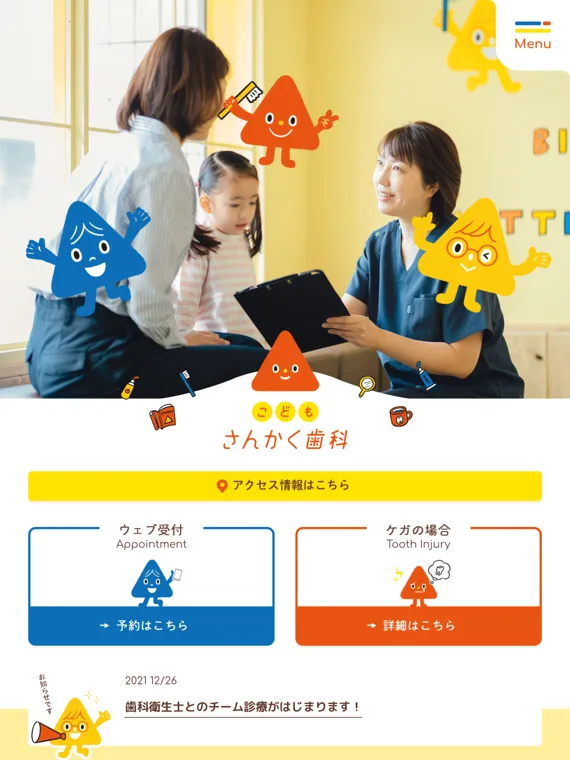 Menu
BI
TT
こども
さんかく歯科
アクセス情報はこちら
ウェブ受付
Appointment
ケガの場合
Tooth Injury
→ 予約はこちら
→ 詳細はこちら
お知らせです
2021 12/26
歯科衛生士とのチーム診療がはじまります！